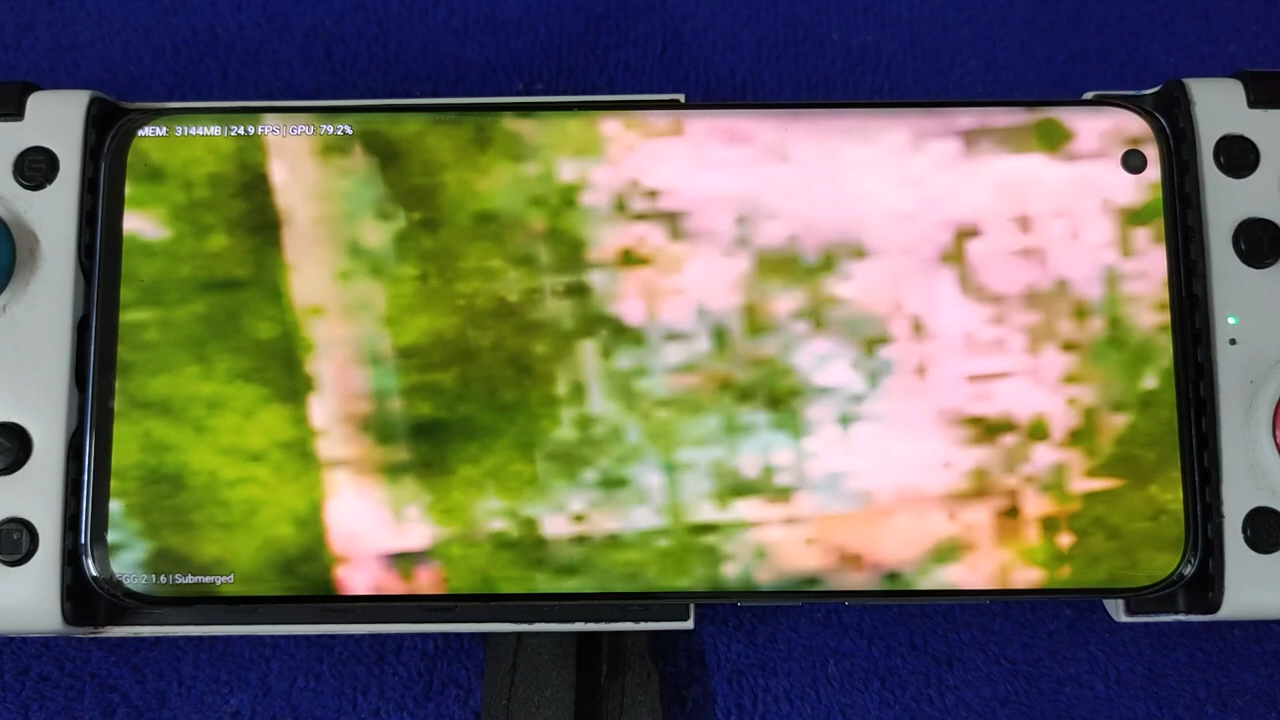 MEM: 3144MB | 24.9 FPS | GPU: 79.2%
EGG 2.1.6 | Submerged